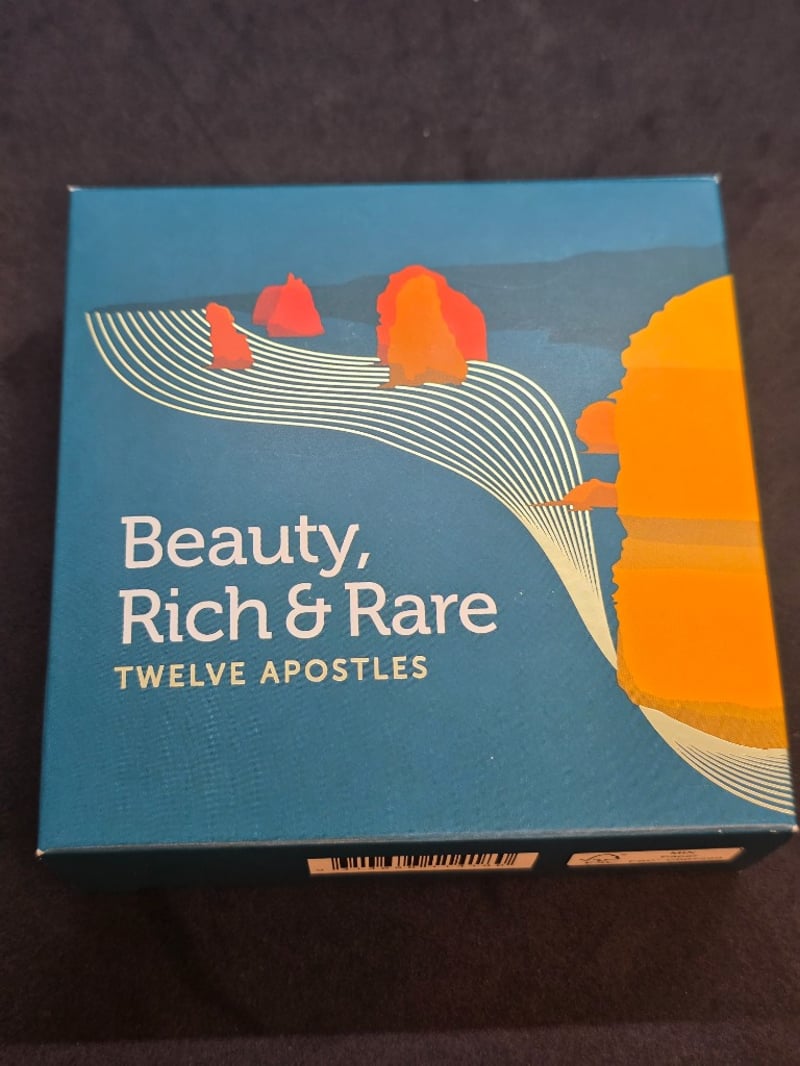 Beauty,
Rich & Rare
TWELVE APOSTLES